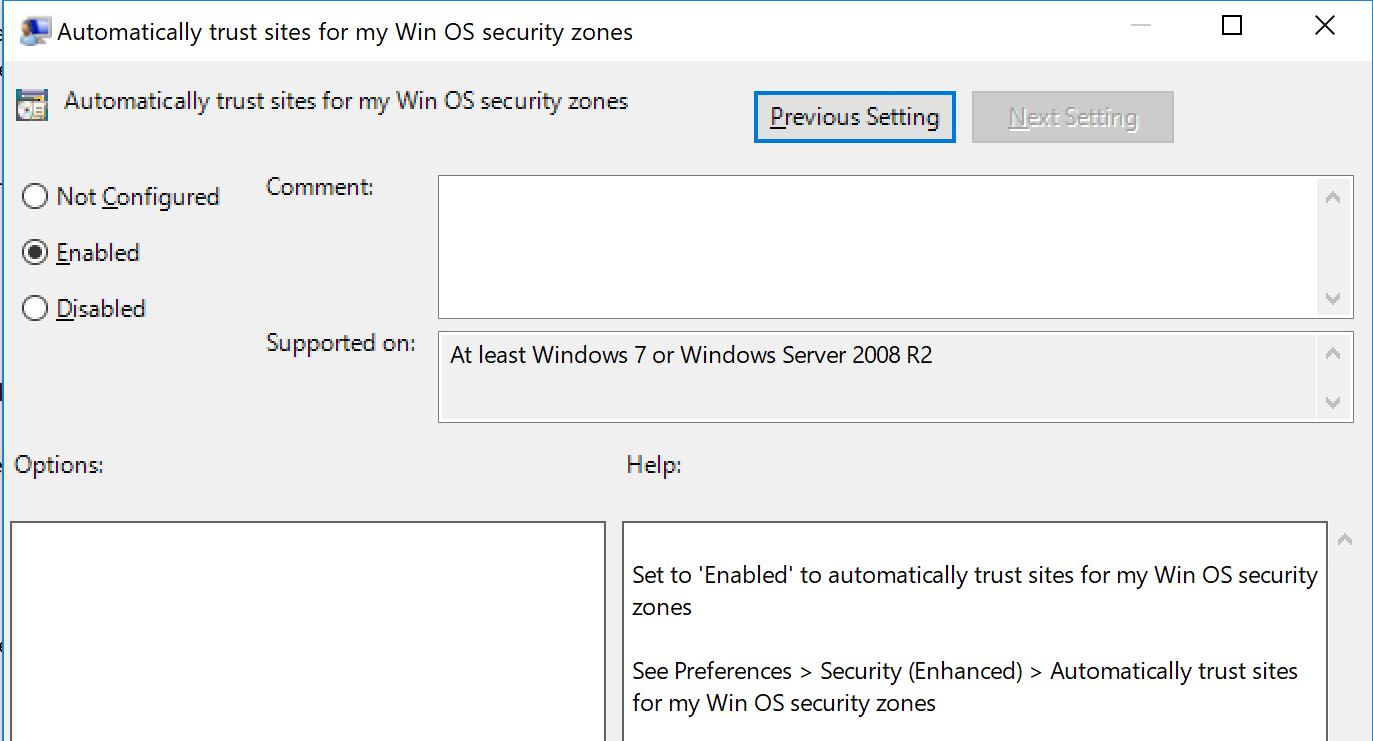 Automatically trust sites for my Win OS security zones
Automatically trust sites for my Win OS security zones
Previous Setting
Next Setting
Not Configured
Comment:
Enabled
Disabled
Supported on:
At least Windows 7 or Windows Server 2008 R2
Options:
Help:
Set to 'Enabled' to automatically trust sites for my Win OS security
zones
See Preferences > Security (Enhanced) > Automatically trust sites
for my Win OS security zones